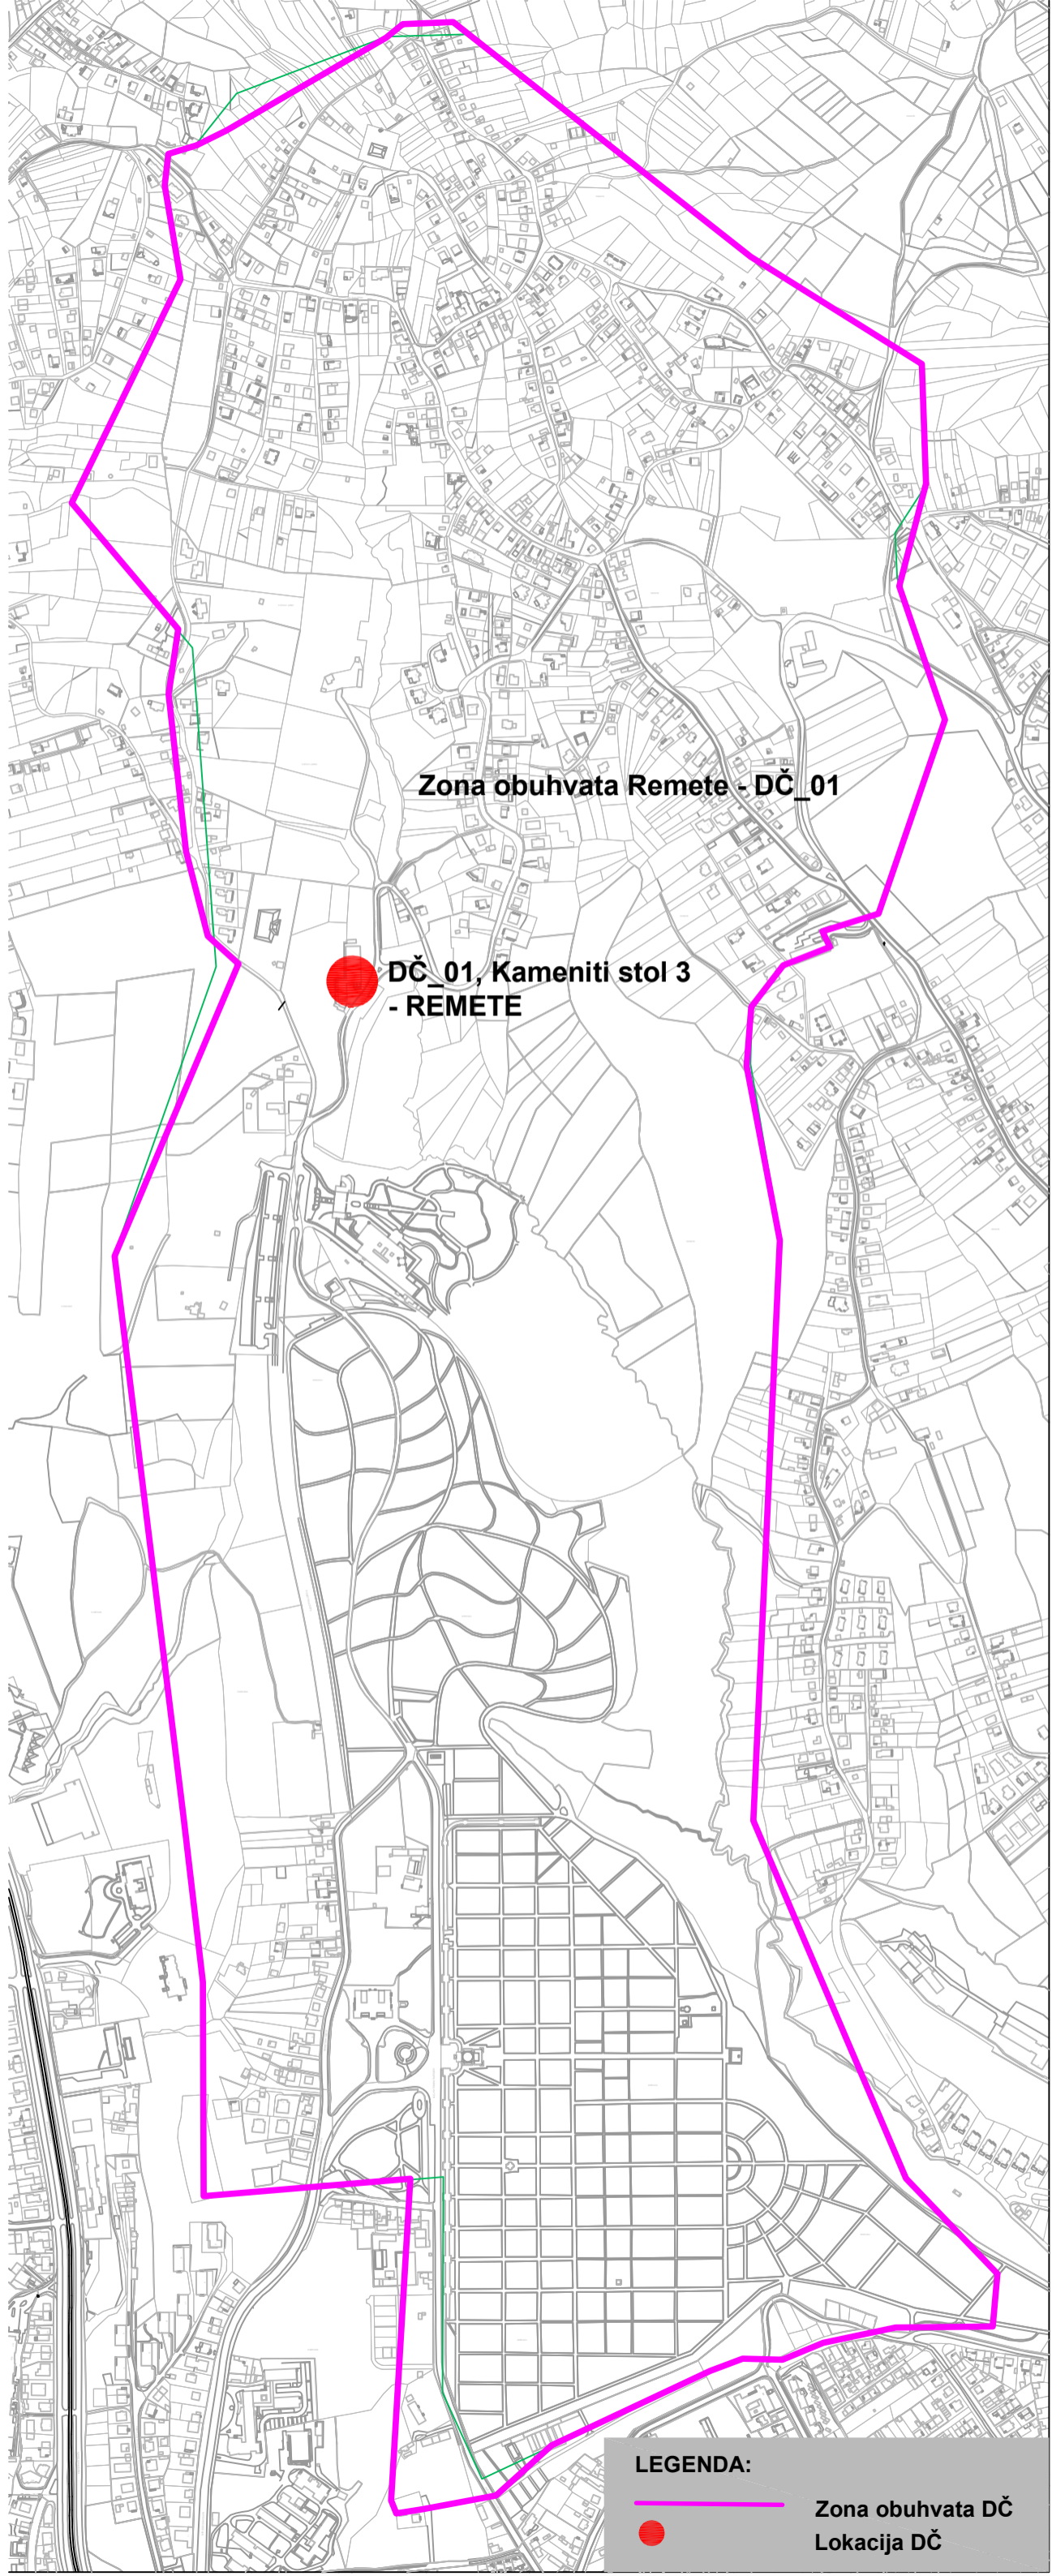 Zona obuhvata Remete - DČ_01
DČ_01, Kameniti stol 3
- REMETE
LEGENDA:
Zona obuhvata DČ
Lokacija DČ